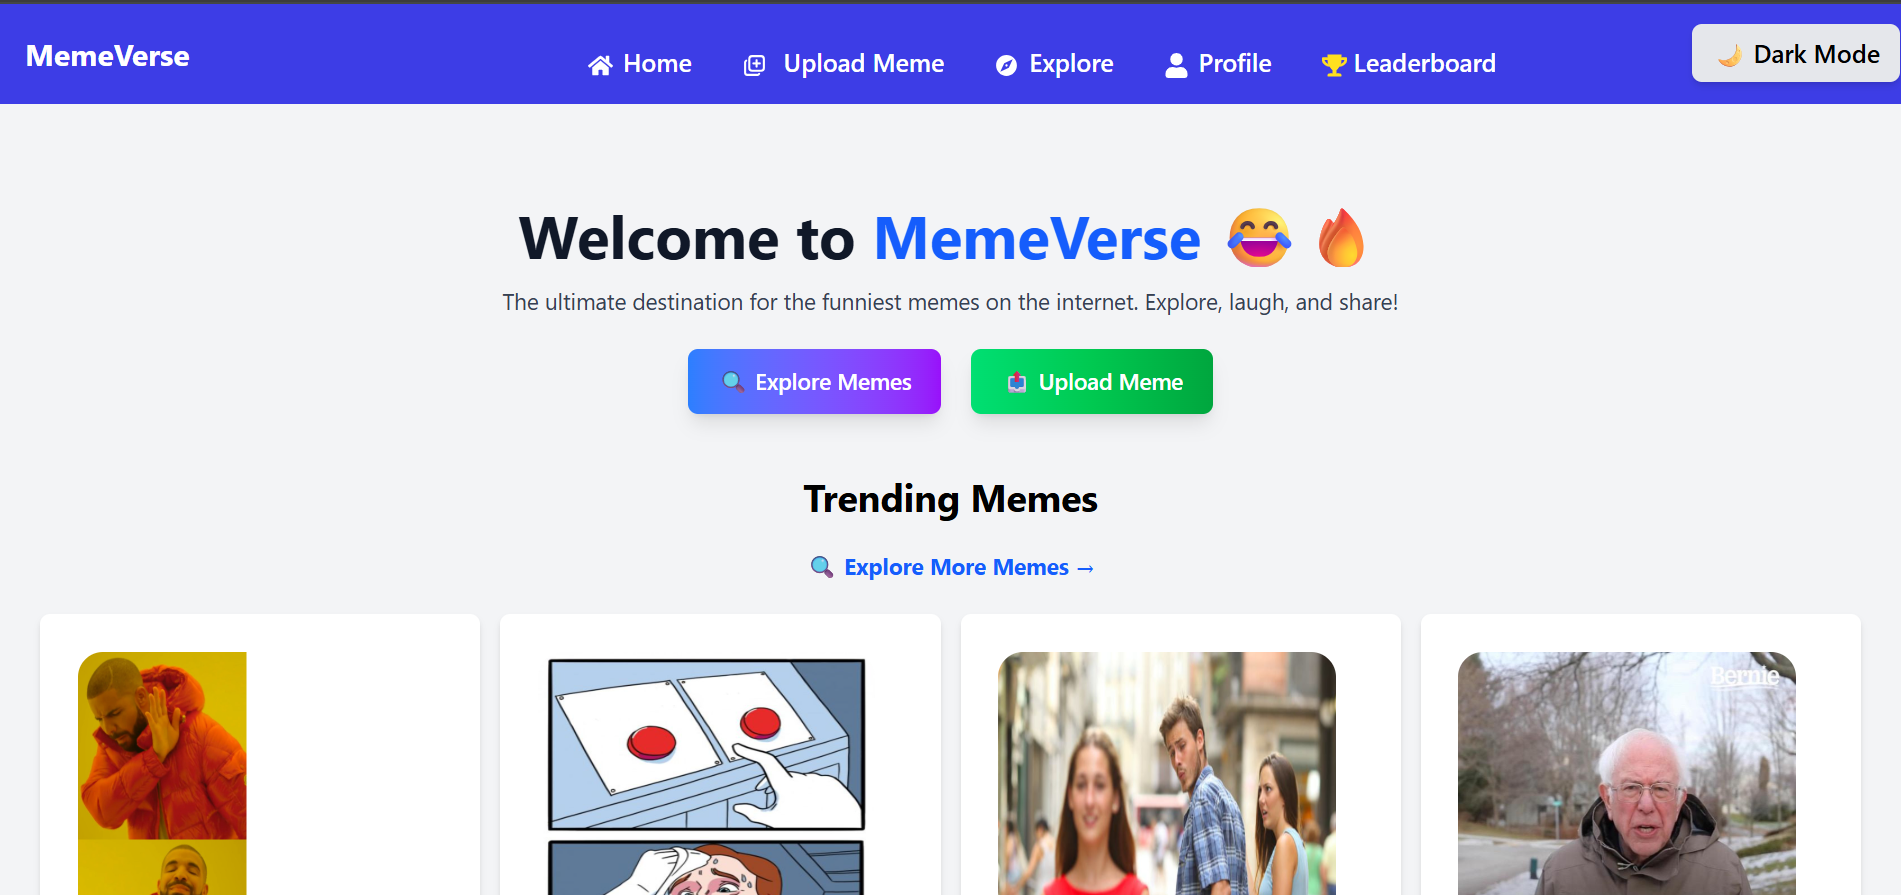 MemeVerse
Home Upload Meme Explore Profile 🏆 Leaderboard
🌙 Dark Mode
Welcome to MemeVerse 😂 🔥
The ultimate destination for the funniest memes on the internet. Explore, laugh, and share!
🔍 Explore Memes 📤 Upload Meme
Trending Memes
🔍 Explore More Memes →
Bernie